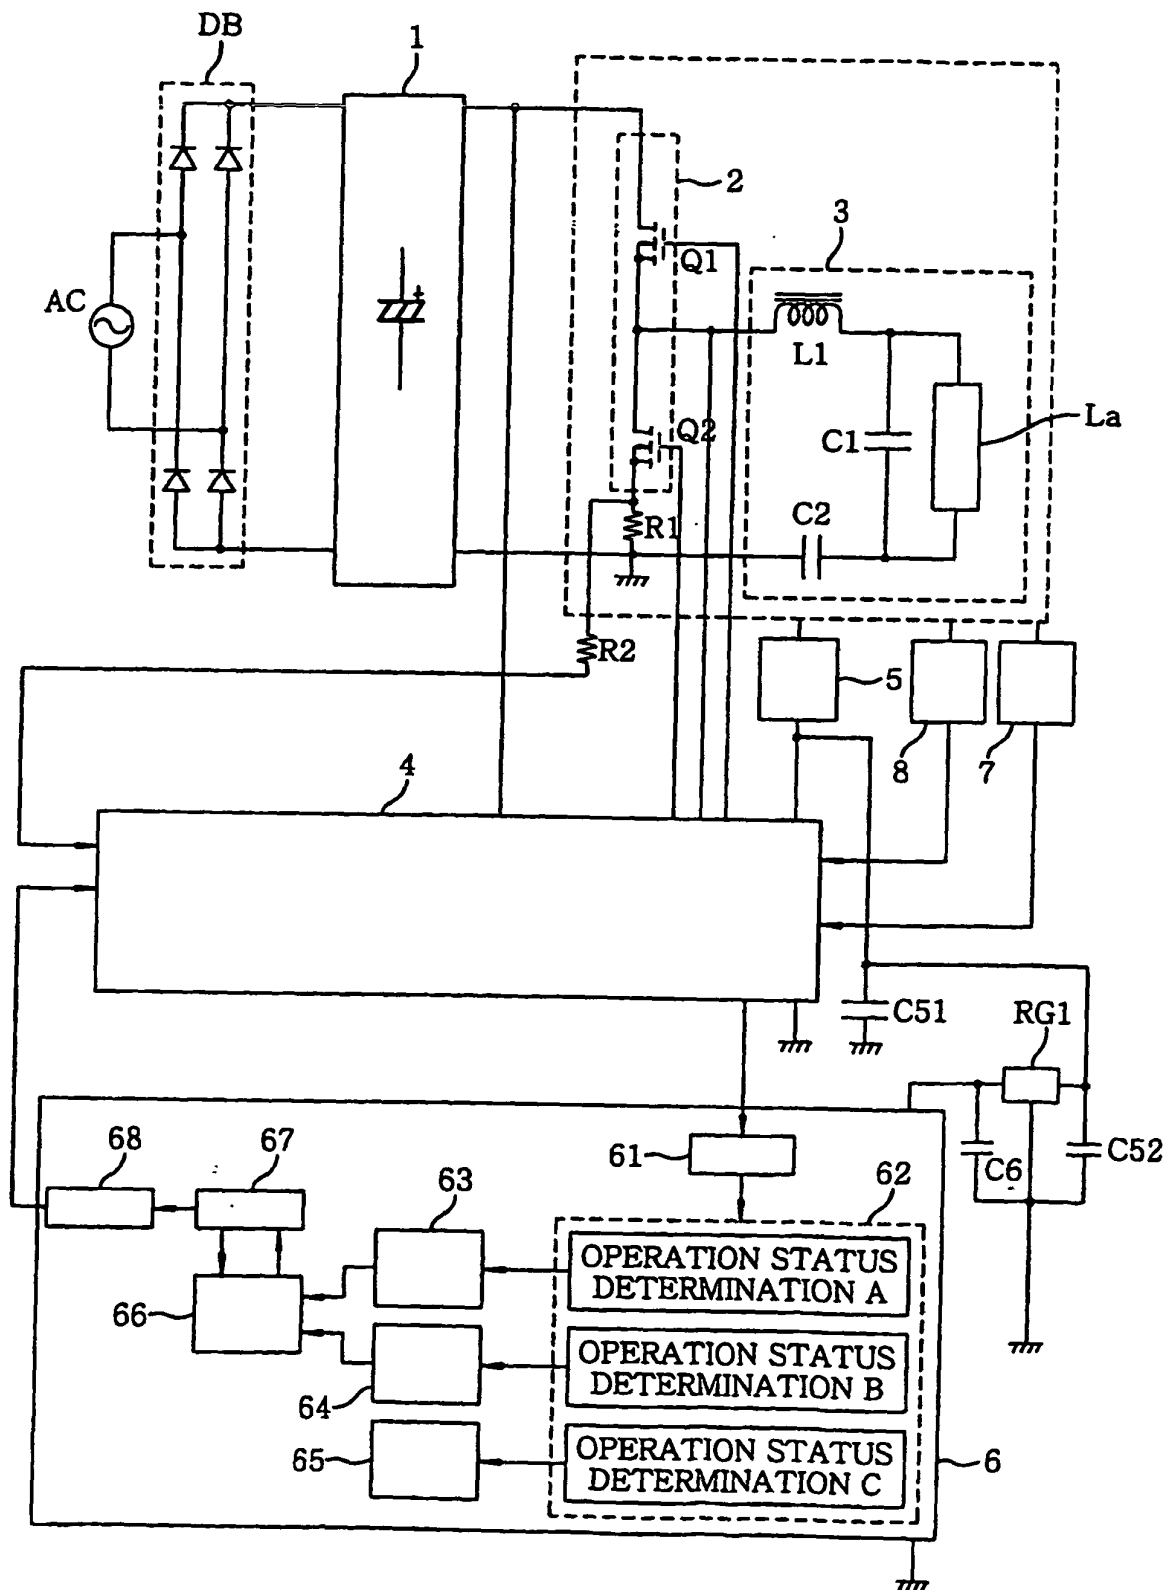 DB
1
2
3
AC
Q1
L1
Q2
C1
La
C2
R1
R2
5
8
7
4
C51
RG1
C6
C52
68
67
61
62
63
OPERATION STATUS
DETERMINATION A
66
OPERATION STATUS
DETERMINATION B
64
65
OPERATION STATUS
DETERMINATION C
6